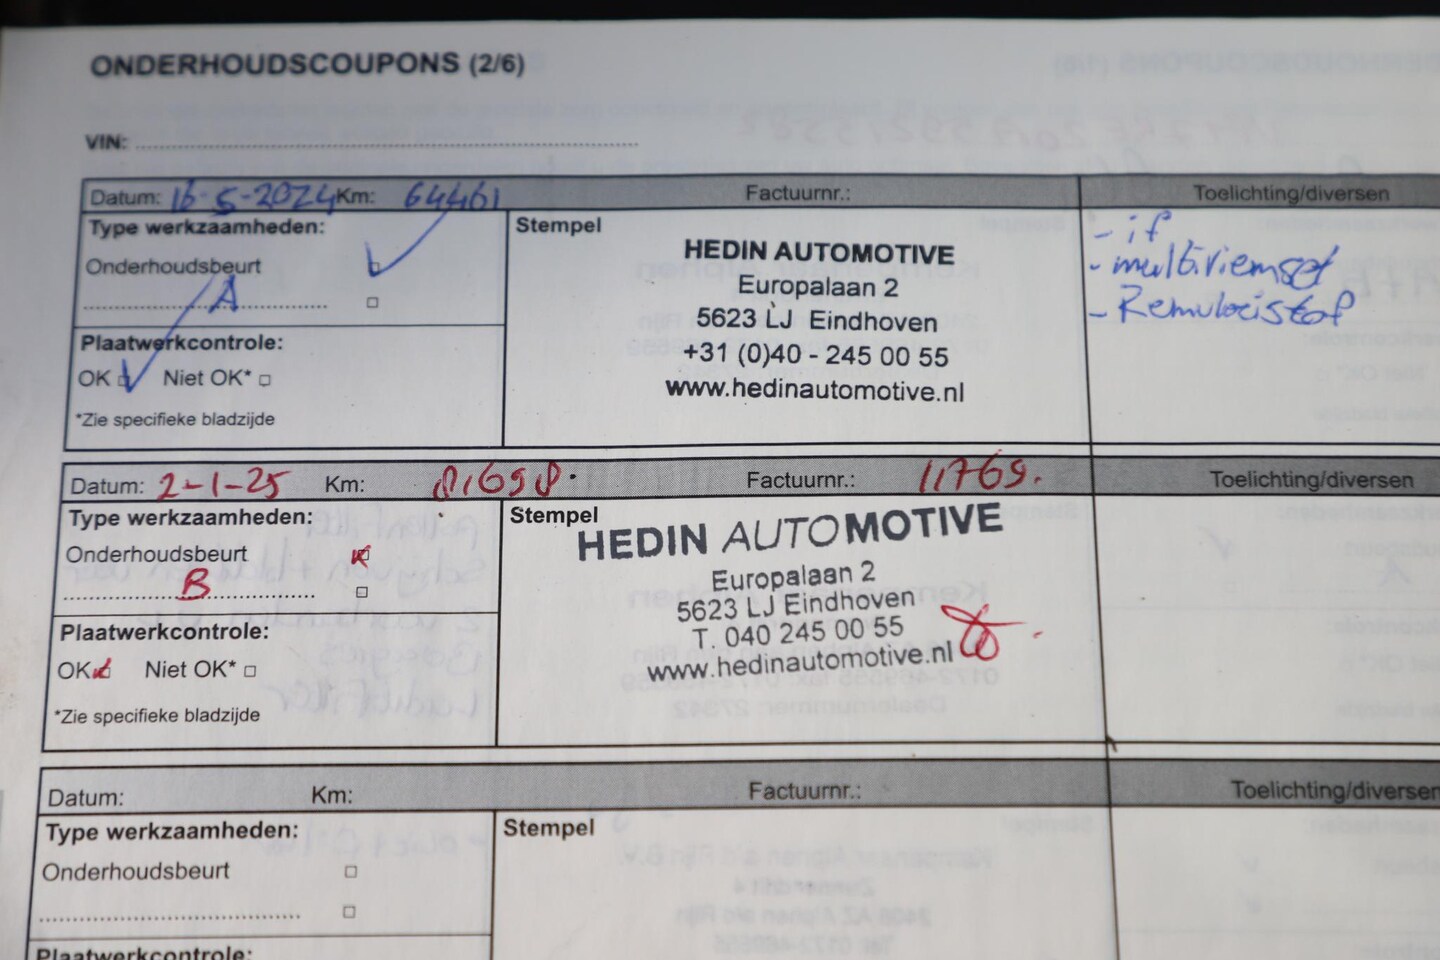 ONDERHOUDSCOUPONS (2/6)
VIN:
Datum: 16-5-2024 Km: 64461 Factuurnr.: Toelichting/diversen
Type werkzaamheden:
Onderhoudsbeurt
A
Plaatwerkcontrole:
OK Niet OK*
*Zie specifieke bladzijde
Stempel
HEDIN AUTOMOTIVE
Europalaan 2
5623 LJ Eindhoven
+31 (0)40 - 245 00 55
www.hedinautomotive.nl
- if
- multiriemset
- Remvloeistof
Datum: 2-1-25 Km: 81698. Factuurnr.: 11769. Toelichting/diversen
Type werkzaamheden:
Onderhoudsbeurt
B
Plaatwerkcontrole:
OK Niet OK*
*Zie specifieke bladzijde
Stempel
HEDIN AUTOMOTIVE
Europalaan 2
5623 LJ Eindhoven
T. 040 245 00 55
www.hedinautomotive.nl
Datum: Km: Factuurnr.: Toelichting/diversen
Type werkzaamheden:
Onderhoudsbeurt
Plaatwerkcontrole:
Stempel